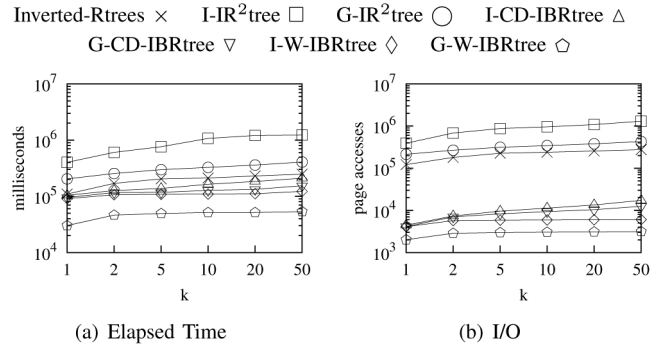 Inverted-Rtrees I-IR²tree G-IR²tree I-CD-IBRtree
G-CD-IBRtree I-W-IBRtree G-W-IBRtree
milliseconds
10⁷
10⁶
10⁵
10⁴
1 2 5 10 20 50
k
(a) Elapsed Time
page accesses
10⁷
10⁶
10⁵
10⁴
10³
1 2 5 10 20 50
k
(b) I/O